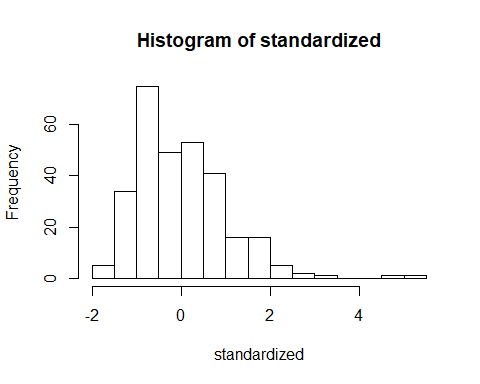 Histogram of standardized
Frequency
60
40
20
0
-2 0 2 4
standardized